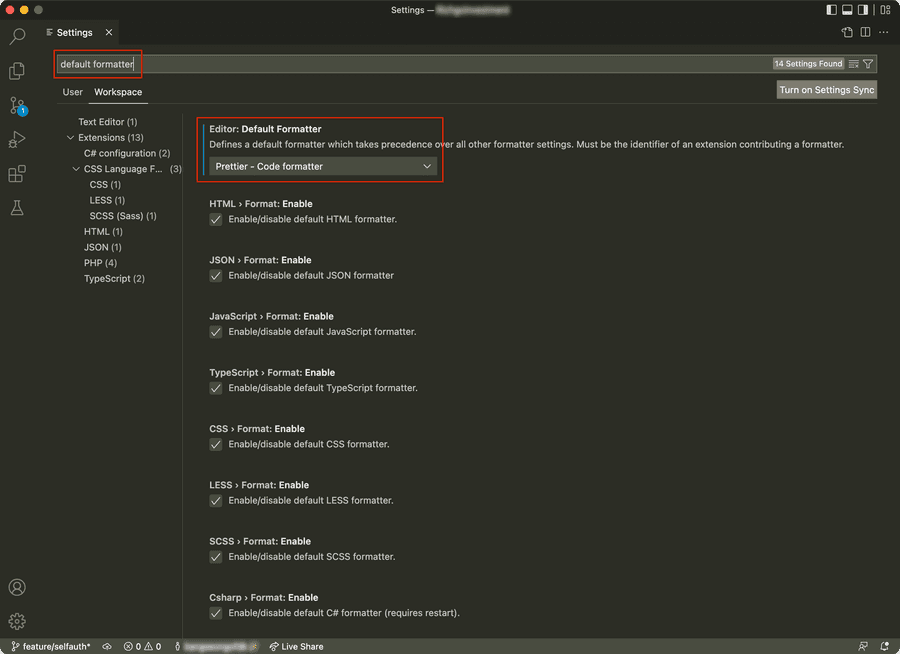 Settings —
Settings
default formatter
14 Settings Found
User
Workspace
Turn on Settings Sync
1
Text Editor (1)
Extensions (13)
C# configuration (2)
CSS Language F... (3)
CSS (1)
LESS (1)
SCSS (Sass) (1)
HTML (1)
JSON (1)
PHP (4)
TypeScript (2)
Editor: Default Formatter
Defines a default formatter which takes precedence over all other formatter settings. Must be the identifier of an extension contributing a formatter.
Prettier - Code formatter
HTML › Format: Enable
Enable/disable default HTML formatter.
JSON › Format: Enable
Enable/disable default JSON formatter
JavaScript › Format: Enable
Enable/disable default JavaScript formatter.
TypeScript › Format: Enable
Enable/disable default TypeScript formatter.
CSS › Format: Enable
Enable/disable default CSS formatter.
LESS › Format: Enable
Enable/disable default LESS formatter.
SCSS › Format: Enable
Enable/disable default SCSS formatter.
Csharp › Format: Enable
Enable/disable default C# formatter (requires restart).
feature/selfauth* 0 0 Live Share